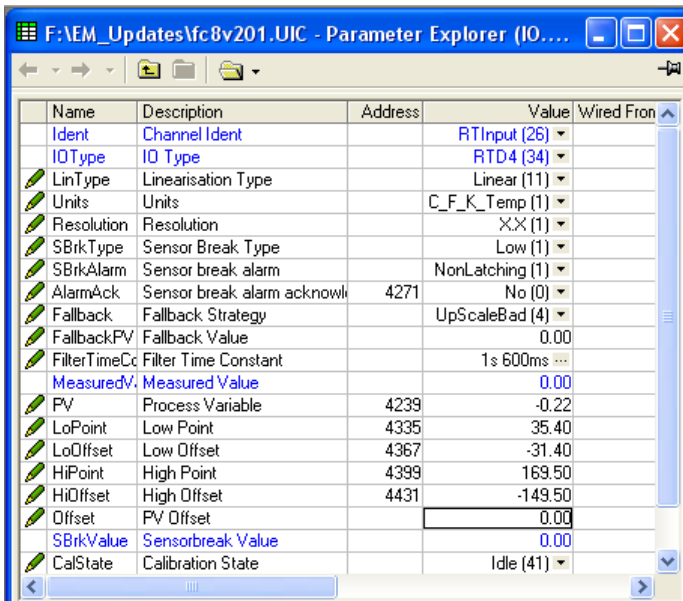 F:\EM_Updates\fc8v201.UIC - Parameter Explorer (IO....
Name Description Address Value Wired From
Ident Channel Ident RTInput (26)
IOType IO Type RTD4 (34)
LinType Linearisation Type Linear (11)
Units Units C_F_K_Temp (1)
Resolution Resolution X.X (1)
SBrkType Sensor Break Type Low (1)
SBrkAlarm Sensor break alarm NonLatching (1)
AlarmAck Sensor break alarm acknowl 4271 No (0)
Fallback Fallback Strategy UpScaleBad (4)
FallbackPV Fallback Value 0.00
FilterTimeCo Filter Time Constant 1s 600ms ...
MeasuredV Measured Value 0.00
PV Process Variable 4239 -0.22
LoPoint Low Point 4335 35.40
LoOffset Low Offset 4367 -31.40
HiPoint High Point 4399 169.50
HiOffset High Offset 4431 -149.50
Offset PV Offset 0.00
SBrkValue Sensorbreak Value 0.00
CalState Calibration State Idle (41)